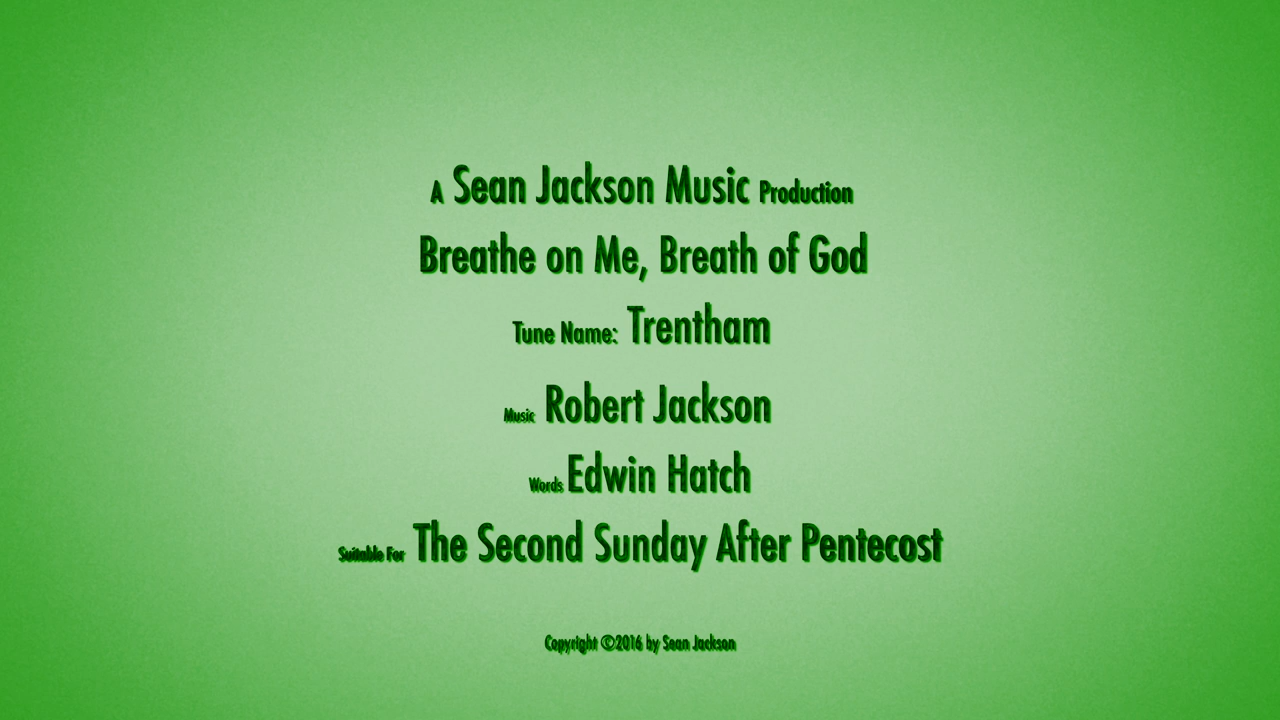 A Sean Jackson Music Production
Breathe on Me, Breath of God
Tune Name: Trentham
Music Robert Jackson
Words Edwin Hatch
Suitable For The Second Sunday After Pentecost
Copyright ©2016 by Sean Jackson